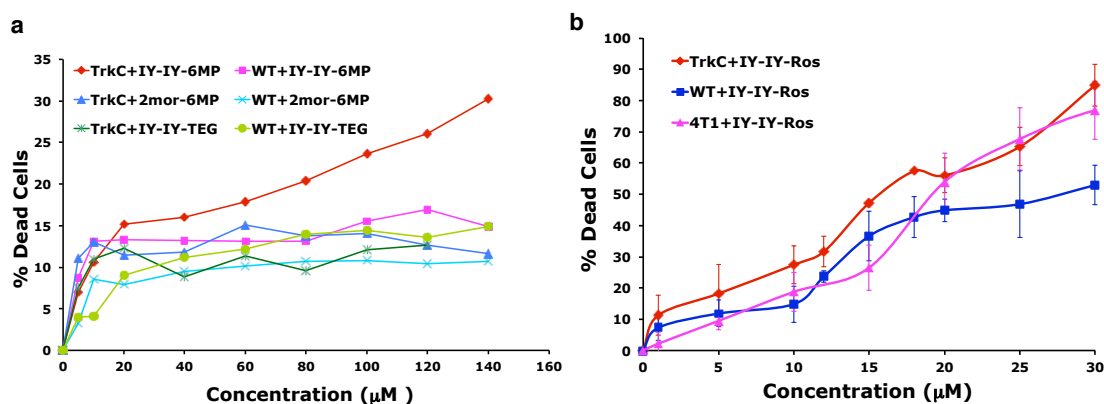 a
% Dead Cells
35
30
25
20
15
10
5
0
TrkC+IY-IY-6MP
WT+IY-IY-6MP
TrkC+2mor-6MP
WT+2mor-6MP
TrkC+IY-IY-TEG
WT+IY-IY-TEG
0 20 40 60 80 100 120 140 160
Concentration (µM )
b
% Dead Cells
100
90
80
70
60
50
40
30
20
10
0
TrkC+IY-IY-Ros
WT+IY-IY-Ros
4T1+IY-IY-Ros
0 5 10 15 20 25 30
Concentration (µM)